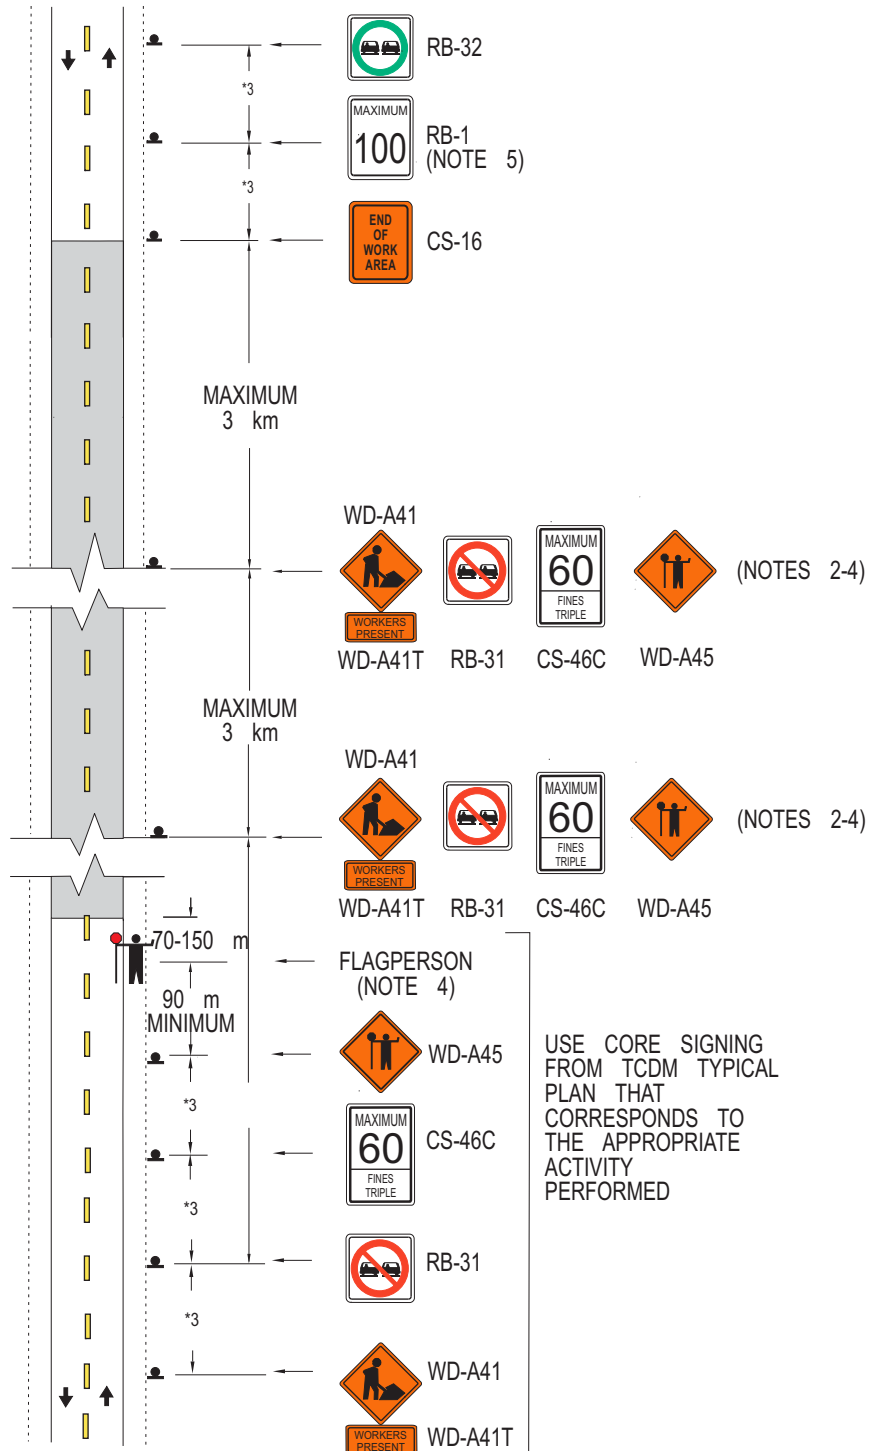 RB-32
*3
MAXIMUM
100
RB-1
(NOTE 5)
*3
END
OF
WORK
AREA
CS-16
MAXIMUM
3 km
WD-A41
MAXIMUM
60
FINES
TRIPLE
(NOTES 2-4)
WORKERS
PRESENT
WD-A41T RB-31 CS-46C WD-A45
MAXIMUM
3 km
WD-A41
MAXIMUM
60
FINES
TRIPLE
(NOTES 2-4)
WORKERS
PRESENT
WD-A41T RB-31 CS-46C WD-A45
70-150 m
FLAGPERSON
(NOTE 4)
90 m
MINIMUM
WD-A45
USE CORE SIGNING
FROM TCDM TYPICAL
PLAN THAT
CORRESPONDS TO
THE APPROPRIATE
ACTIVITY
PERFORMED
*3
MAXIMUM
60
FINES
TRIPLE
CS-46C
*3
RB-31
*3
WD-A41
WORKERS
PRESENT
WD-A41T